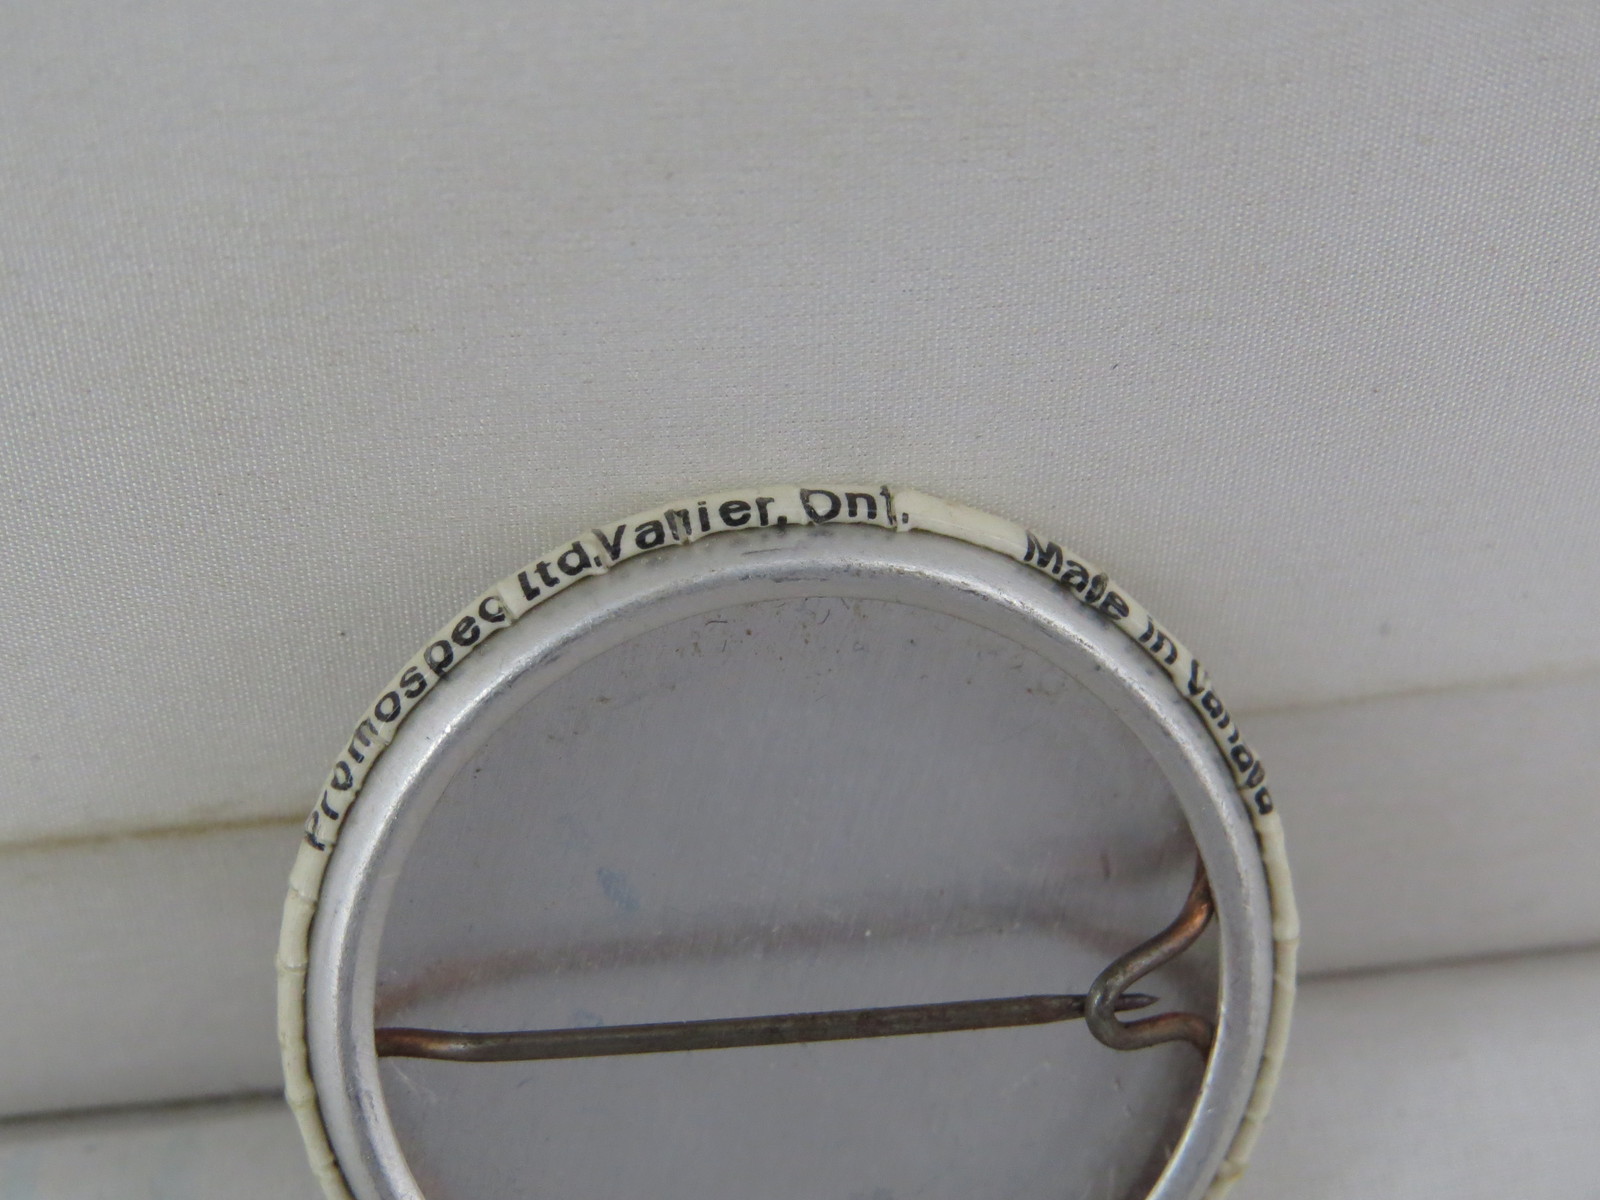 Promospec Ltd. Vanier, Ont. Made in Canada